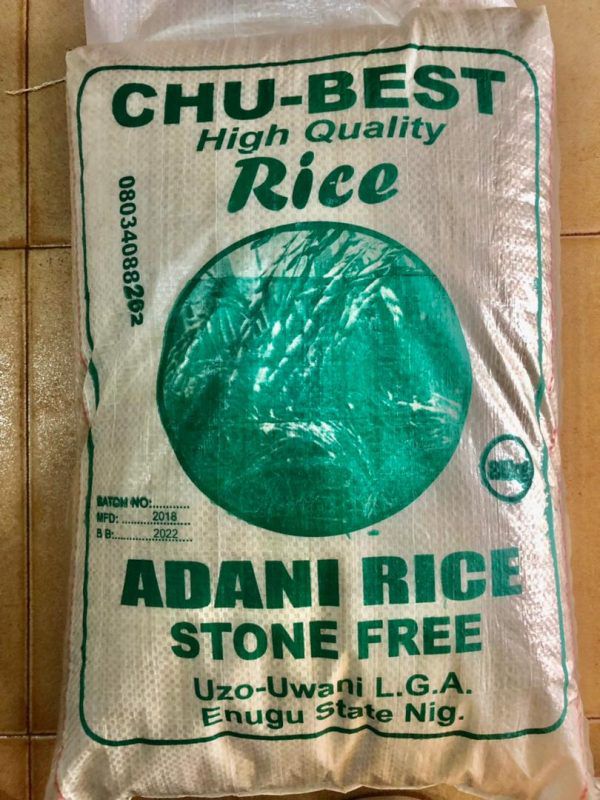 CHU-BEST
High Quality
Rice
08034088262
BATCH NO:...........
MFD: ...........2018
B B:..............2022
ADANI RICE
STONE FREE
Uzo-Uwani L.G.A.
Enugu State Nig.